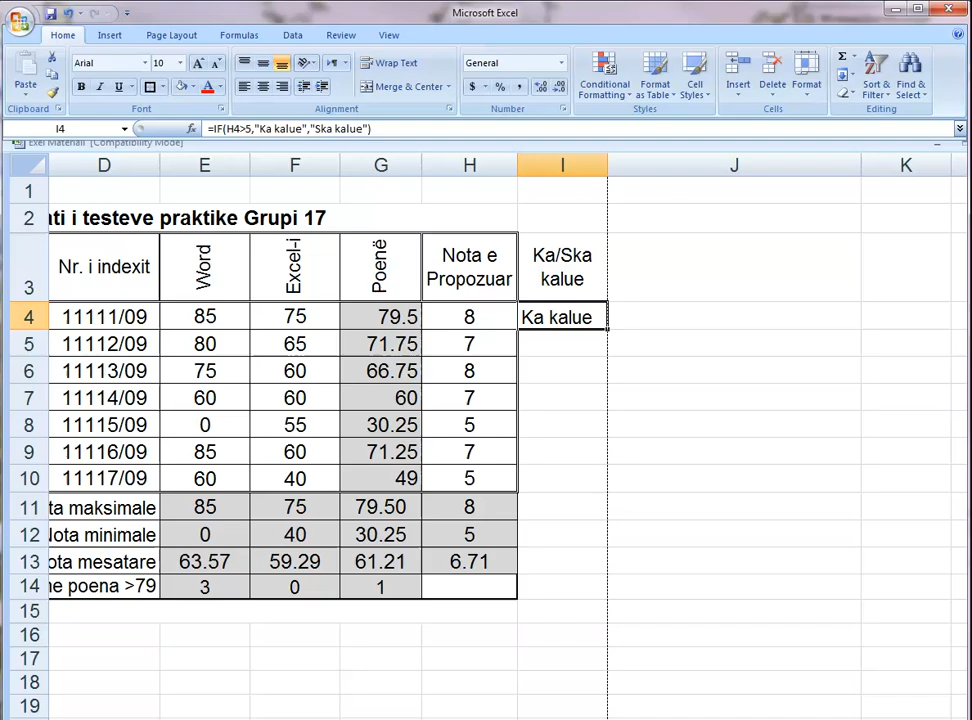 Microsoft Excel
Home Insert Page Layout Formulas Data Review View
Arial 10 A A Wrap Text General
Paste B I U A Merge & Center $ % , Conditional Formatting as Table Format Cell Styles Insert Delete Format Σ Sort & Filter Find & Select
Clipboard Font Alignment Number Styles Cells Editing
I4 fx =IF(H4>5,"Ka kalue","Ska kalue")
Exel Materiali [Compatibility Mode]
D E F G H I J K
1
2 ati i testeve praktike Grupi 17
3 Nr. i indexit Word Excel-i Poenë Nota e Propozuar Ka/Ska kalue
4 11111/09 85 75 79.5 8 Ka kalue
5 11112/09 80 65 71.75 7
6 11113/09 75 60 66.75 8
7 11114/09 60 60 60 7
8 11115/09 0 55 30.25 5
9 11116/09 85 60 71.25 7
10 11117/09 60 40 49 5
11 ta maksimale 85 75 79.50 8
12 Nota minimale 0 40 30.25 5
13 ota mesatare 63.57 59.29 61.21 6.71
14 ne poena >79 3 0 1
15
16
17
18
19